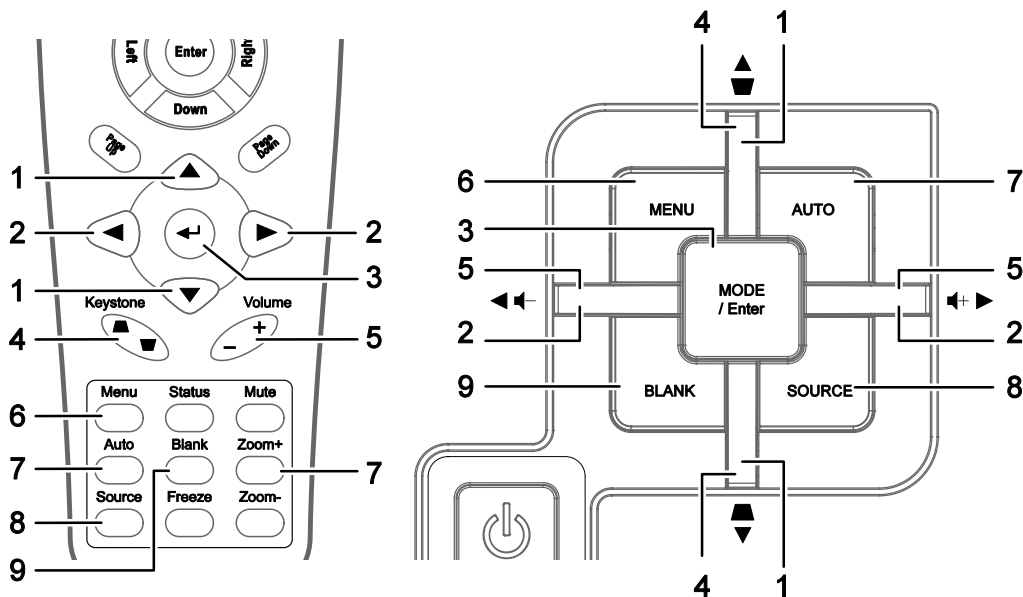 Left
Enter
Right
Down
Page
Up
Page
Down
1
2
2
3
1
Keystone
Volume
4
+
−
5
Menu
Status
Mute
6
Auto
Blank
Zoom+
7
7
Source
Freeze
Zoom-
8
9
4
1
6
7
MENU
AUTO
3
5
5
−
MODE
/ Enter
+
2
2
9
BLANK
SOURCE
8
4
1